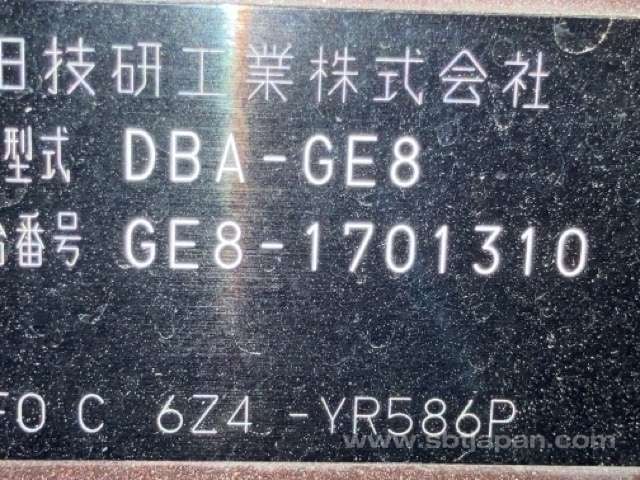 田技研工業株式会社
型式 DBA-GE8
台番号 GE8-1701310
FO C 6Z4 -YR586P
www.sbtjapan.com